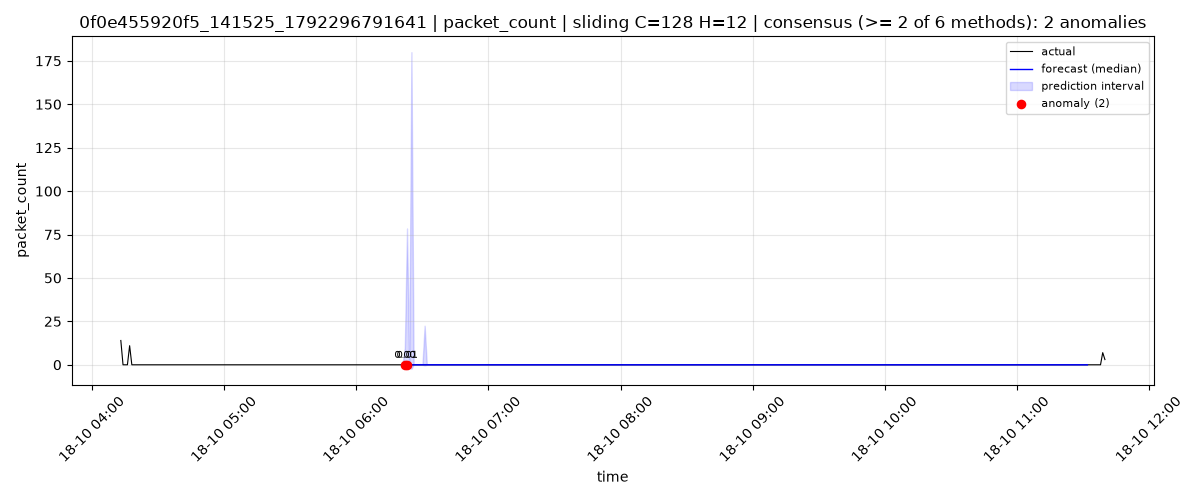 0f0e455920f5_141525_1792296791641 | packet_count | sliding C=128 H=12 | consensus (>= 2 of 6 methods): 2 anomalies
actual
forecast (median)
prediction interval
anomaly (2)
packet_count
175
150
125
100
75
50
25
0
18-10 04:00
18-10 05:00
18-10 06:00
18-10 07:00
18-10 08:00
18-10 09:00
18-10 10:00
18-10 11:00
18-10 12:00
time